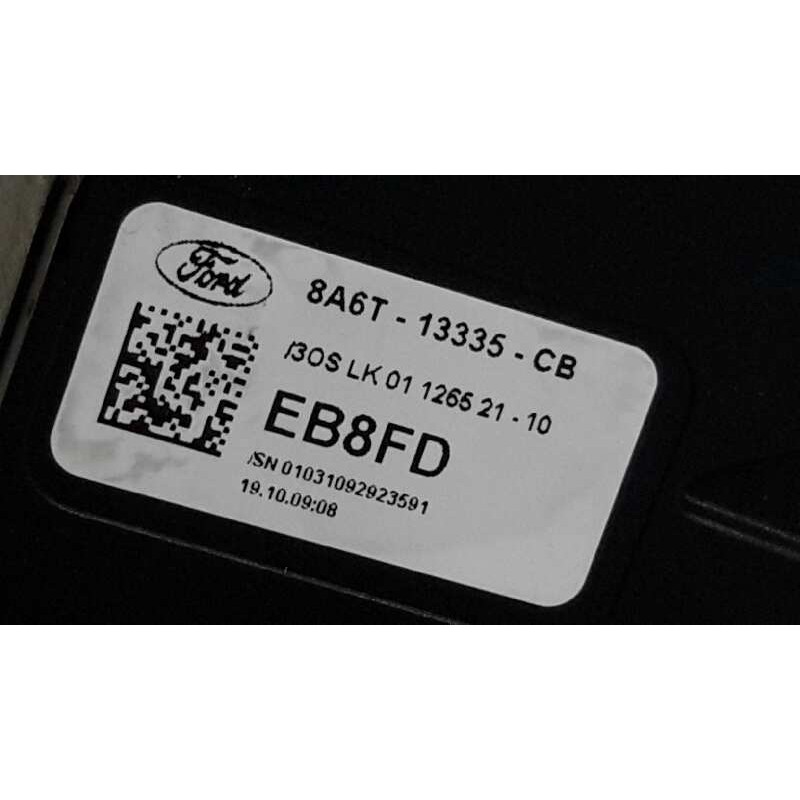 Ford
8A6T - 13335 - CB
/3OS LK 01 1265 21 - 10
EB8FD
/SN 01031092923591
19.10.09:08